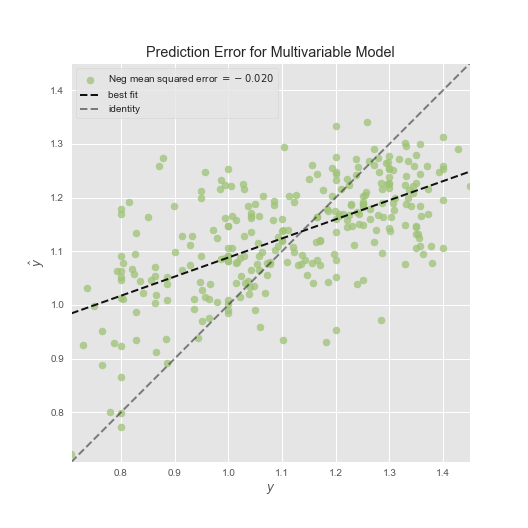 Prediction Error for Multivariable Model
Neg mean squared error = −0.020
best fit
identity
1.4
1.3
1.2
1.1
1.0
0.9
0.8
ŷ
0.8 0.9 1.0 1.1 1.2 1.3 1.4
y